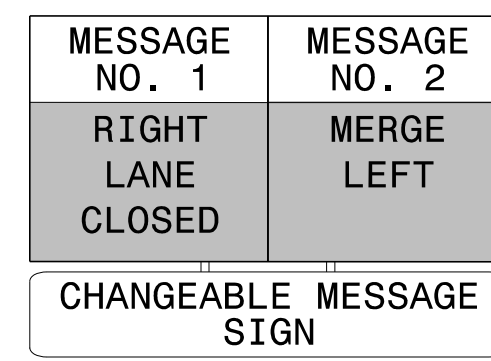 MESSAGE
NO. 1
MESSAGE
NO. 2
RIGHT
LANE
CLOSED
MERGE
LEFT
CHANGEABLE MESSAGE
SIGN